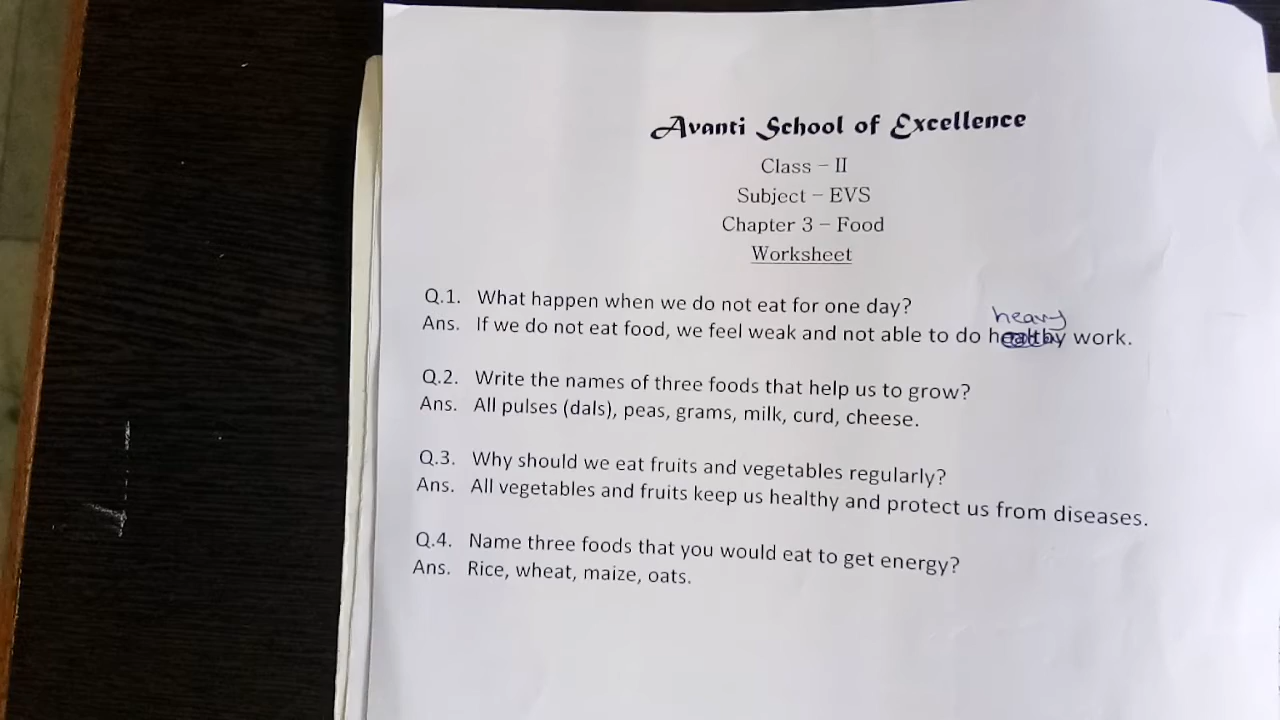 Avanti School of Excellence
Class – II
Subject – EVS
Chapter 3 – Food
Worksheet
Q.1. What happen when we do not eat for one day?
heavy
Ans. If we do not eat food, we feel weak and not able to do healthy work.
Q.2. Write the names of three foods that help us to grow?
Ans. All pulses (dals), peas, grams, milk, curd, cheese.
Q.3. Why should we eat fruits and vegetables regularly?
Ans. All vegetables and fruits keep us healthy and protect us from diseases.
Q.4. Name three foods that you would eat to get energy?
Ans. Rice, wheat, maize, oats.